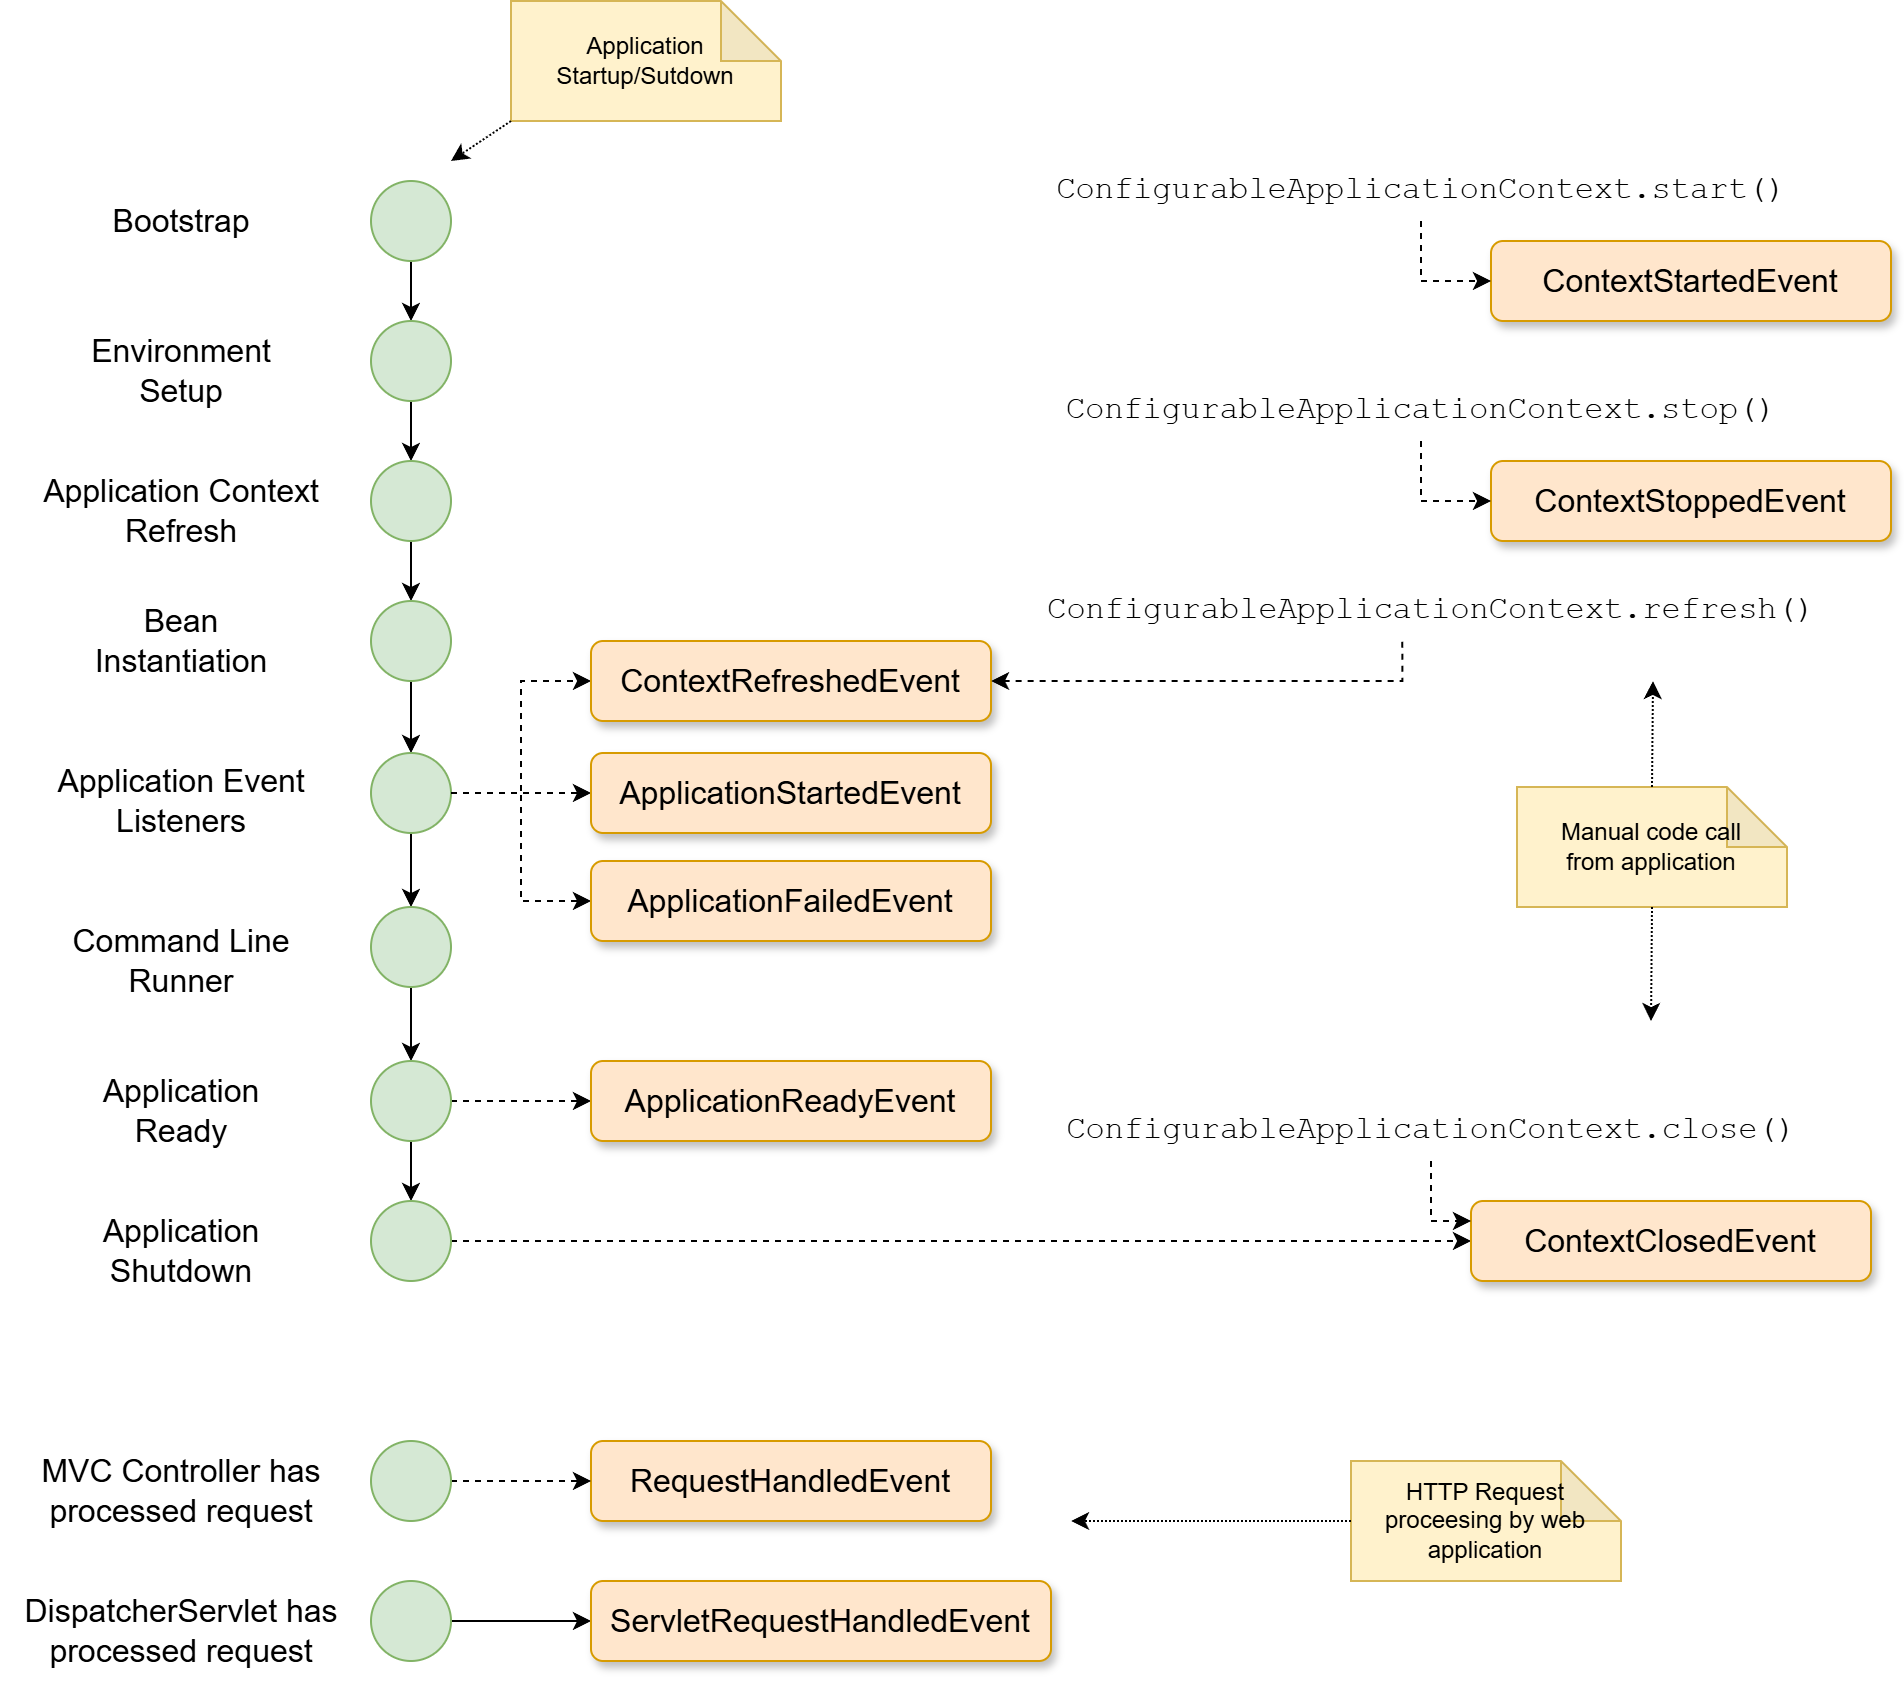 Application
Startup/Sutdown
Bootstrap
ConfigurableApplicationContext.start()
ContextStartedEvent
Environment
Setup
ConfigurableApplicationContext.stop()
Application Context
Refresh
ContextStoppedEvent
Bean
Instantiation
ConfigurableApplicationContext.refresh()
ContextRefreshedEvent
Application Event
Listeners
ApplicationStartedEvent
Manual code call
from application
ApplicationFailedEvent
Command Line
Runner
Application
Ready
ApplicationReadyEvent
ConfigurableApplicationContext.close()
Application
Shutdown
ContextClosedEvent
MVC Controller has
processed request
RequestHandledEvent
HTTP Request
proceesing by web
application
DispatcherServlet has
processed request
ServletRequestHandledEvent